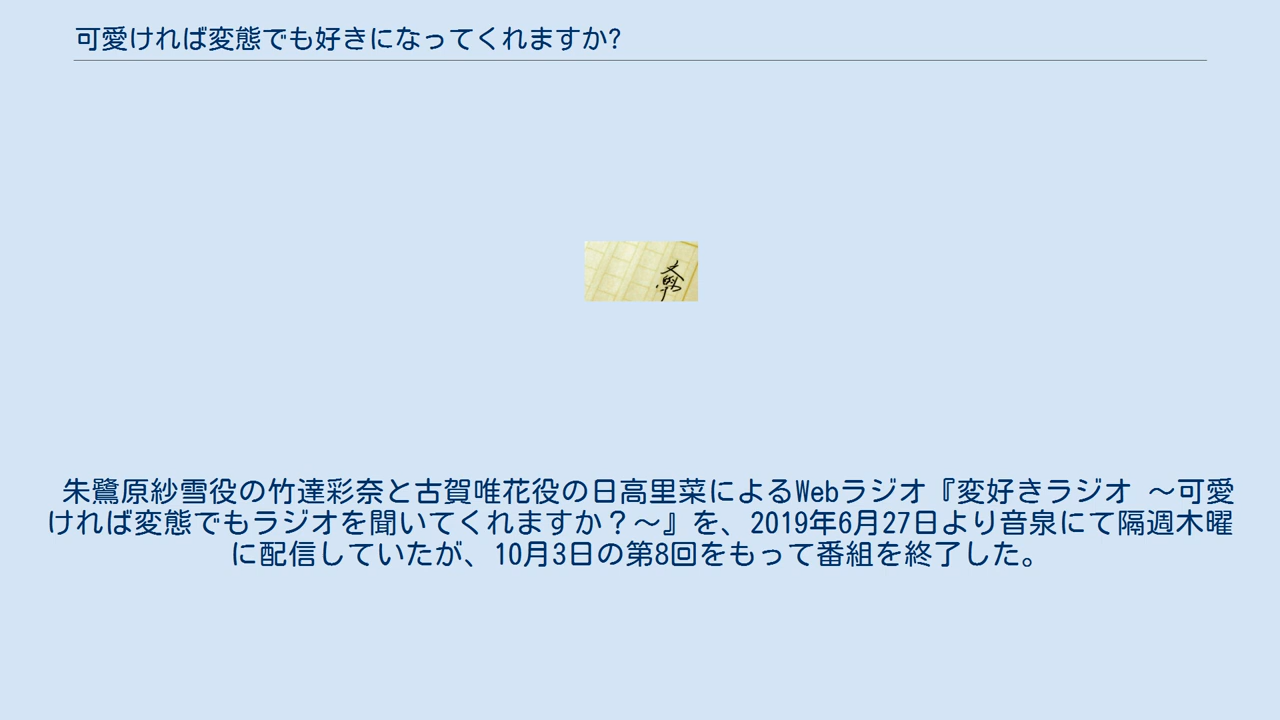 可愛ければ変態でも好きになってくれますか?
朱鷺原紗雪役の竹達彩奈と古賀唯花役の日高里菜によるWebラジオ『変好きラジオ ～可愛
ければ変態でもラジオを聞いてくれますか？～』を、2019年6月27日より音泉にて隔週木曜
に配信していたが、10月3日の第8回をもって番組を終了した。